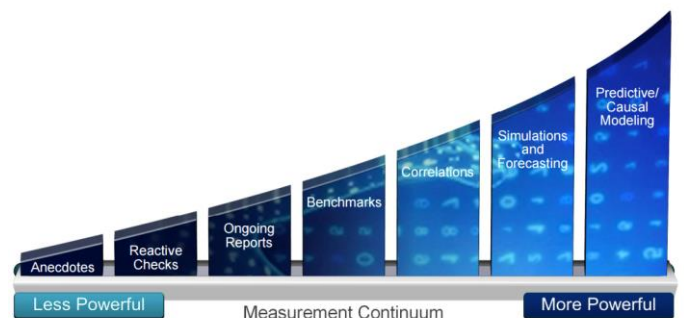 Anecdotes
Reactive
Checks
Ongoing
Reports
Benchmarks
Correlations
Simulations
and
Forecasting
Predictive/
Causal
Modeling
Less Powerful
Measurement Continuum
More Powerful